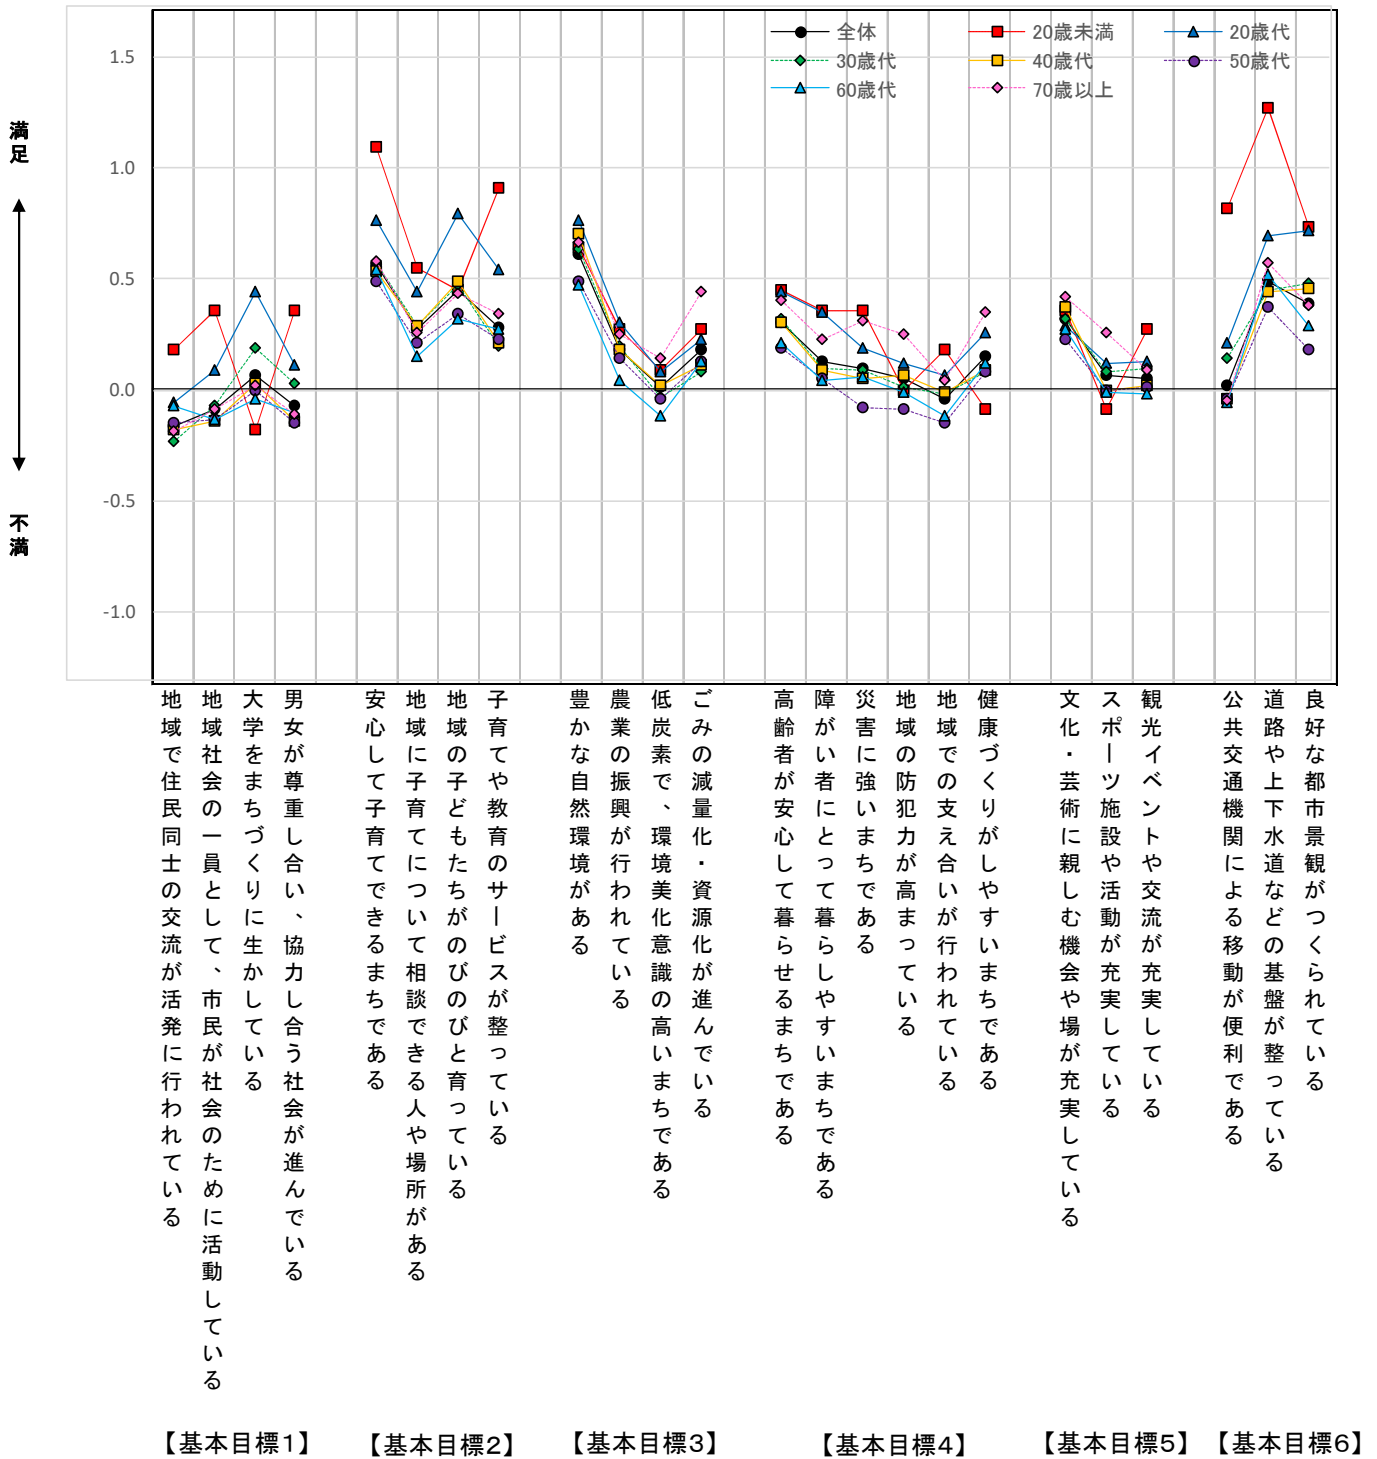 全体
20歳未満
20歳代
30歳代
40歳代
50歳代
60歳代
70歳以上
1.5
1.0
0.5
0.0
-0.5
-1.0
満足
不満
地域で住民同士の交流が活発に行われている
地域社会の一員として、市民が社会のために活動している
大学をまちづくりに生かしている
男女が尊重し合い、協力し合う社会が進んでいる
安心して子育てできるまちである
地域に子育てについて相談できる人や場所がある
地域の子どもたちがのびのびと育っている
子育てや教育のサービスが整っている
豊かな自然環境がある
農業の振興が行われている
低炭素で、環境美化意識の高いまちである
ごみの減量化・資源化が進んでいる
高齢者が安心して暮らせるまちである
障がい者にとって暮らしやすいまちである
災害に強いまちである
地域の防犯力が高まっている
地域での支え合いが行われている
健康づくりがしやすいまちである
文化・芸術に親しむ機会や場が充実している
スポーツ施設や活動が充実している
観光イベントや交流が充実している
公共交通機関による移動が便利である
道路や上下水道などの基盤が整っている
良好な都市景観がつくられている
【基本目標1】
【基本目標2】
【基本目標3】
【基本目標4】
【基本目標5】
【基本目標6】